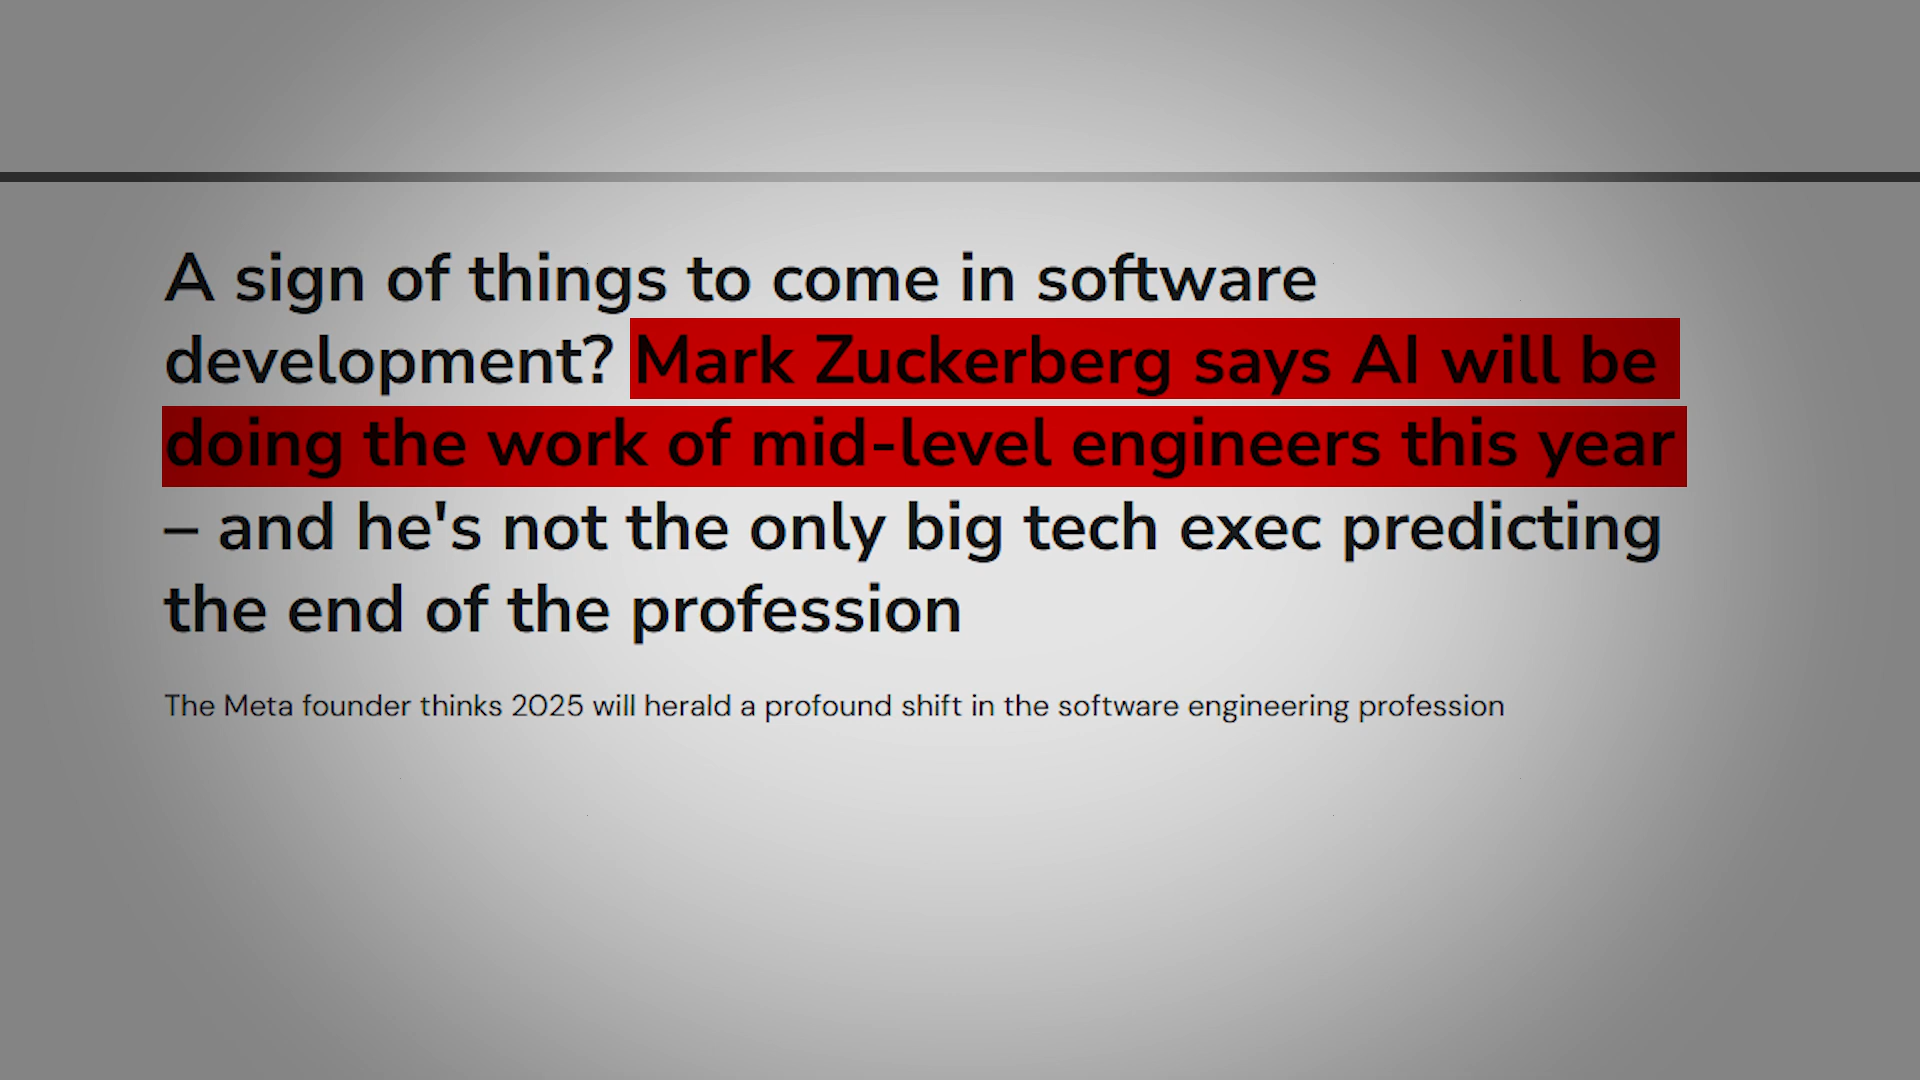 A sign of things to come in software
development? Mark Zuckerberg says AI will be
doing the work of mid-level engineers this year
– and he's not the only big tech exec predicting
the end of the profession
The Meta founder thinks 2025 will herald a profound shift in the software engineering profession